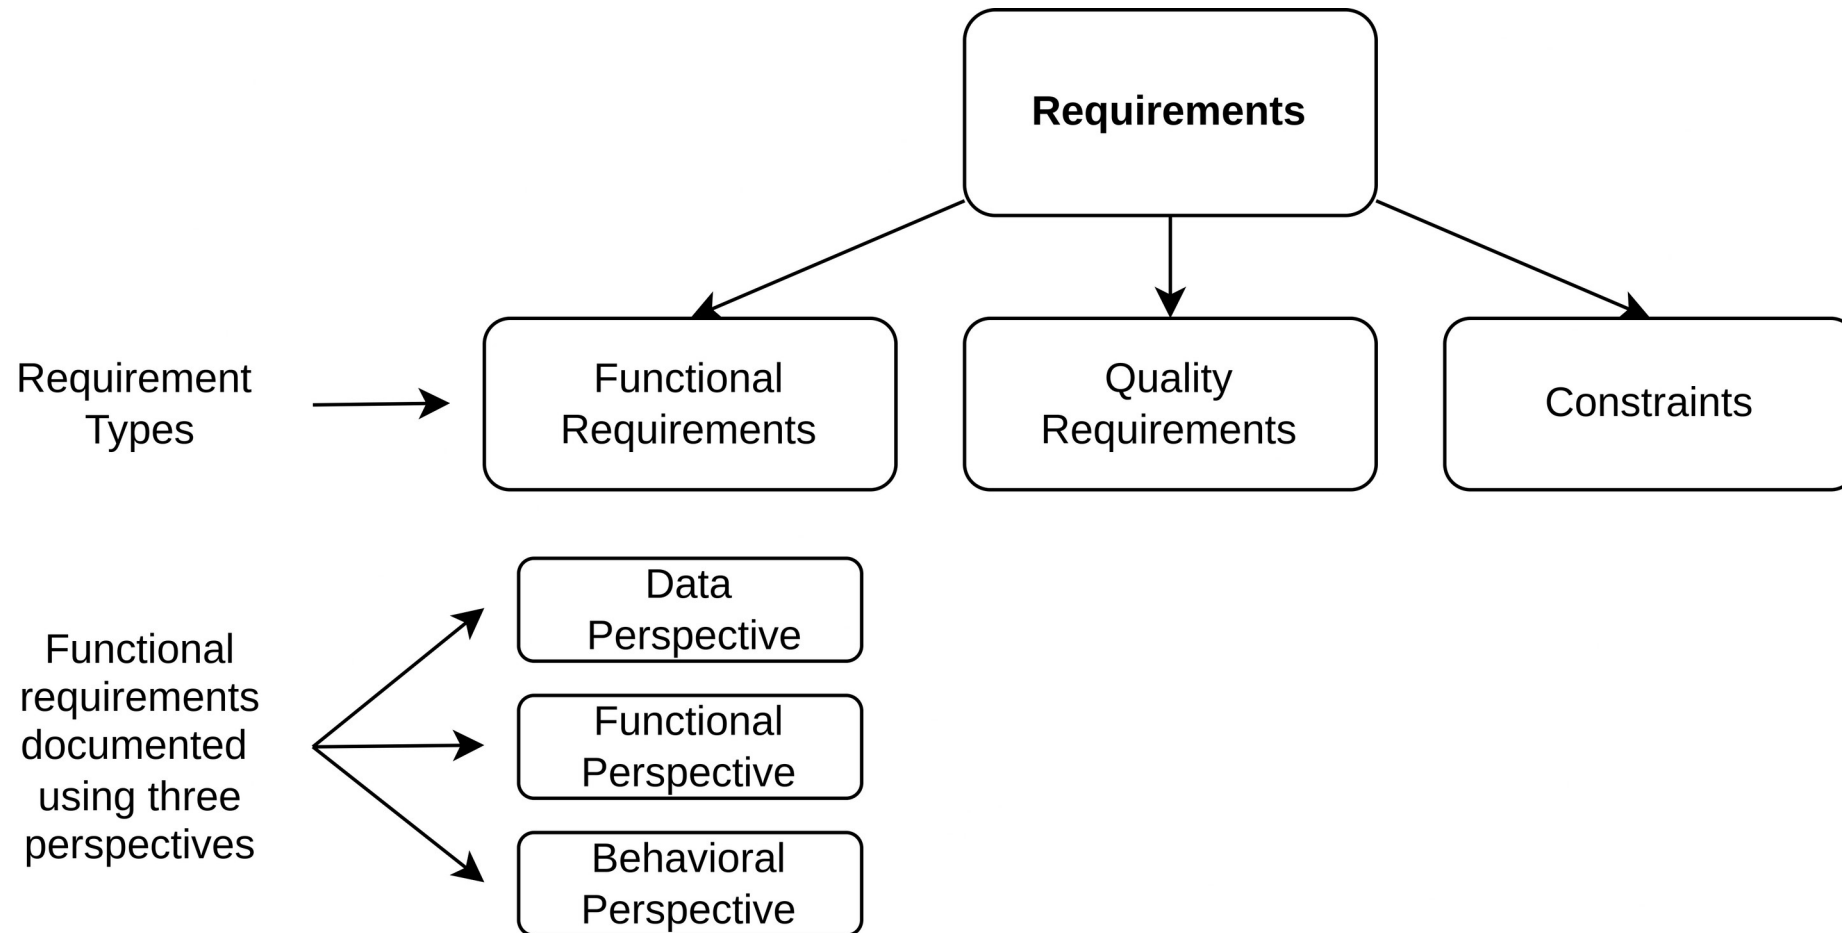 Requirements
Requirement
Types
Functional
Requirements
Quality
Requirements
Constraints
Functional
requirements
documented
using three
perspectives
Data
Perspective
Functional
Perspective
Behavioral
Perspective